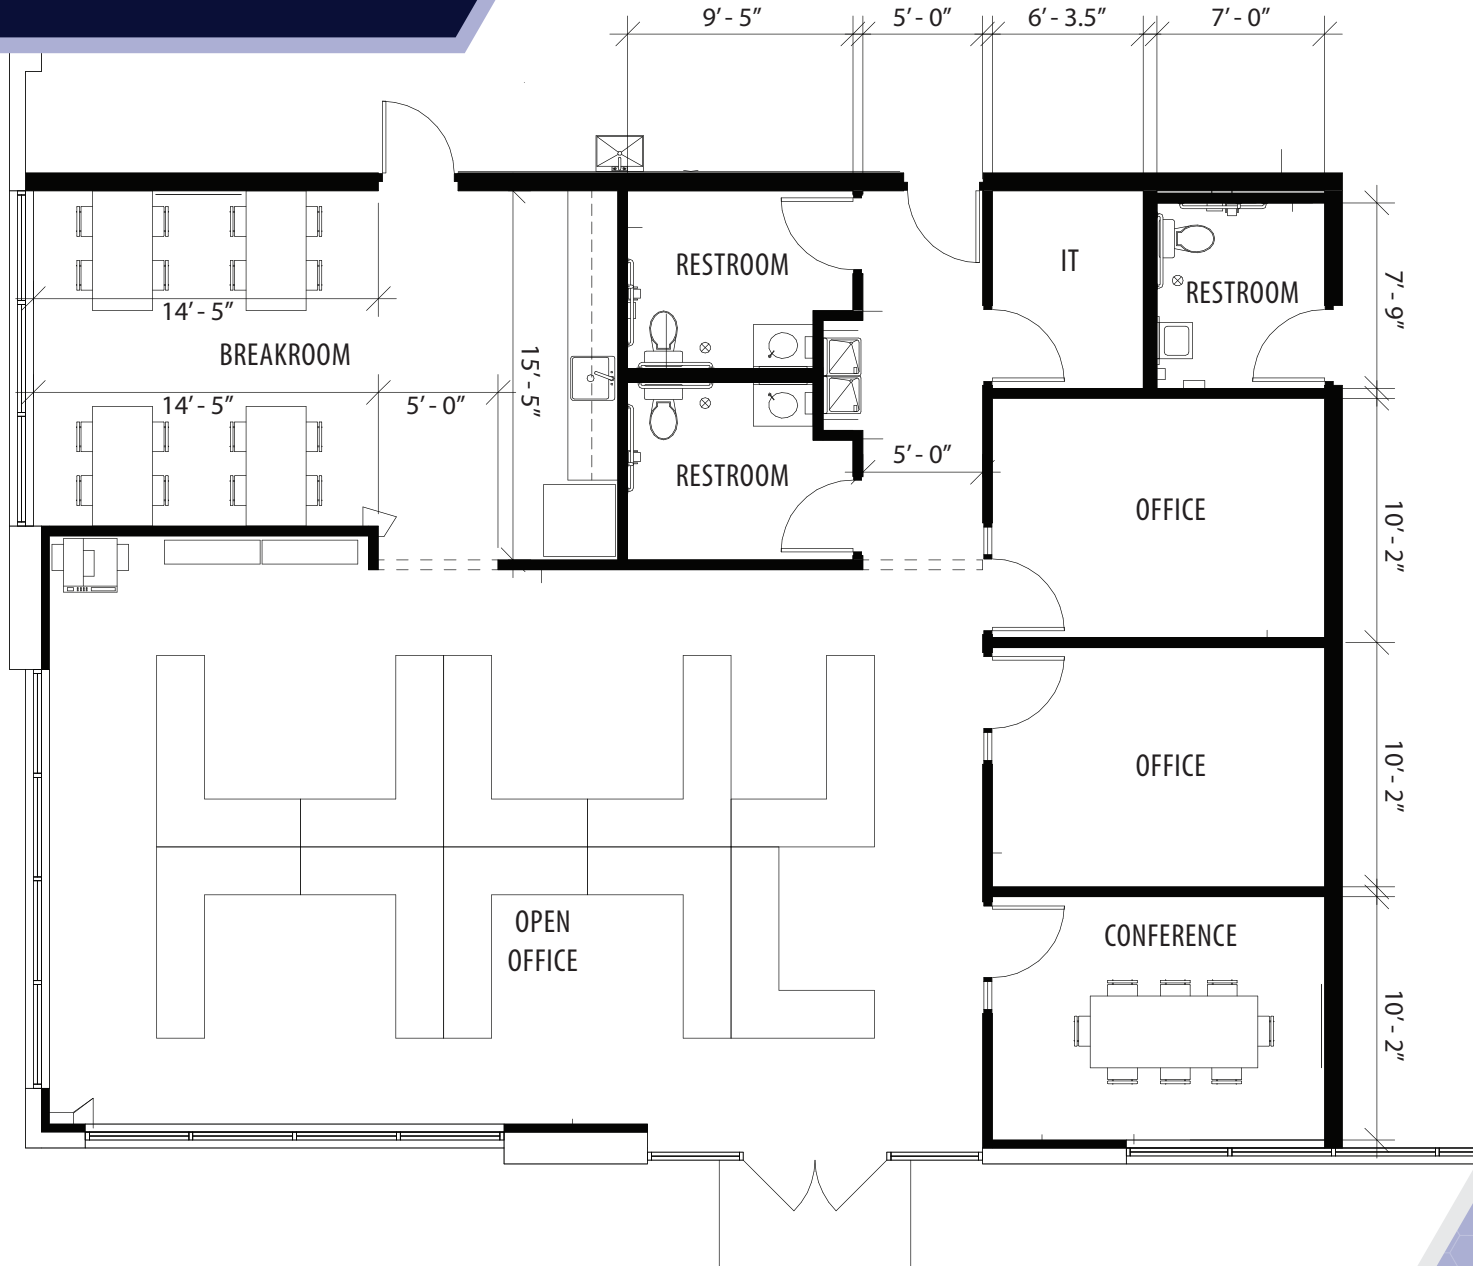 9’ - 5”
5’ - 0”
6’ - 3.5”
7’ - 0”
RESTROOM
IT
RESTROOM
7’ - 9”
14’ - 5”
BREAKROOM
15’ - 5”
14’ - 5”
5’ - 0”
5’ - 0”
RESTROOM
OFFICE
10’ - 2”
OFFICE
10’ - 2”
OPEN
OFFICE
CONFERENCE
10’ - 2”